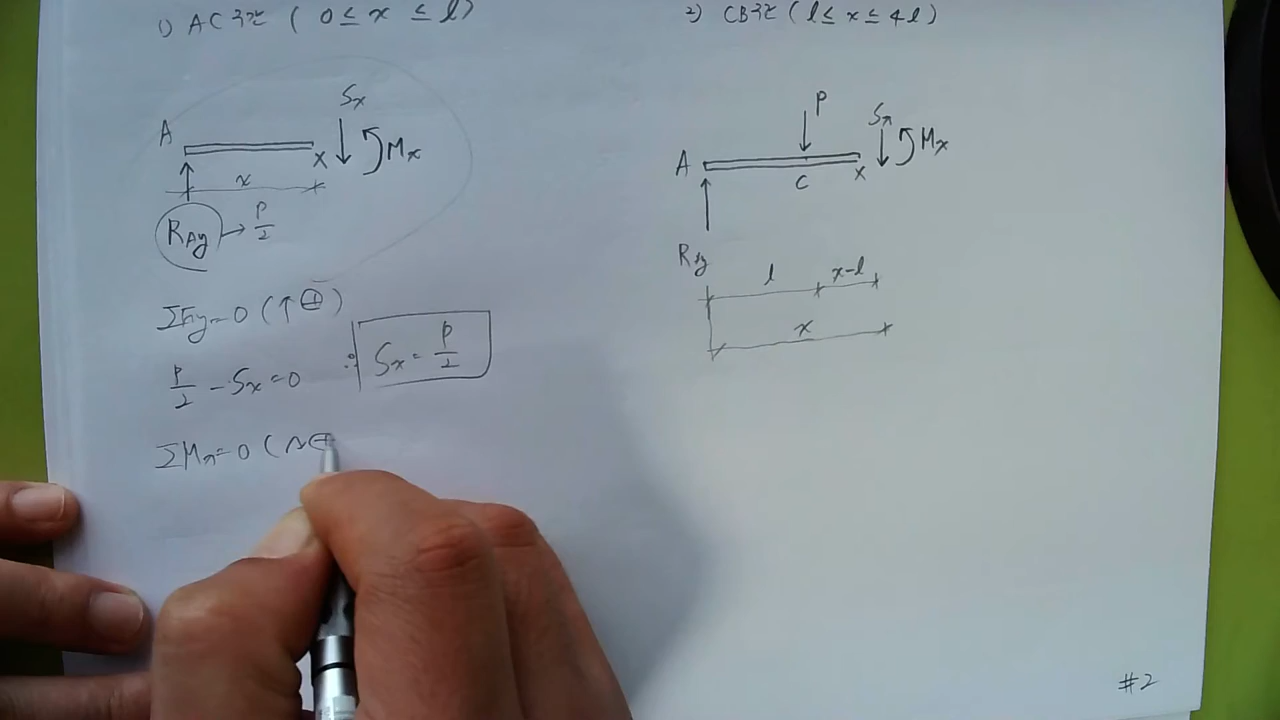 1) AC구간 ( 0 ≤ x ≤ l )
Sx
A
x
Mx
x
RAy → P/2
ΣFy=0 (↑⊕)
P/2 - Sx = 0
∴ Sx = P/2
ΣMx=0 (↷⊕
2) CB구간 ( l ≤ x ≤ 4l )
P
Sx
Mx
A
C
x
RAy
l
x-l
x
#2